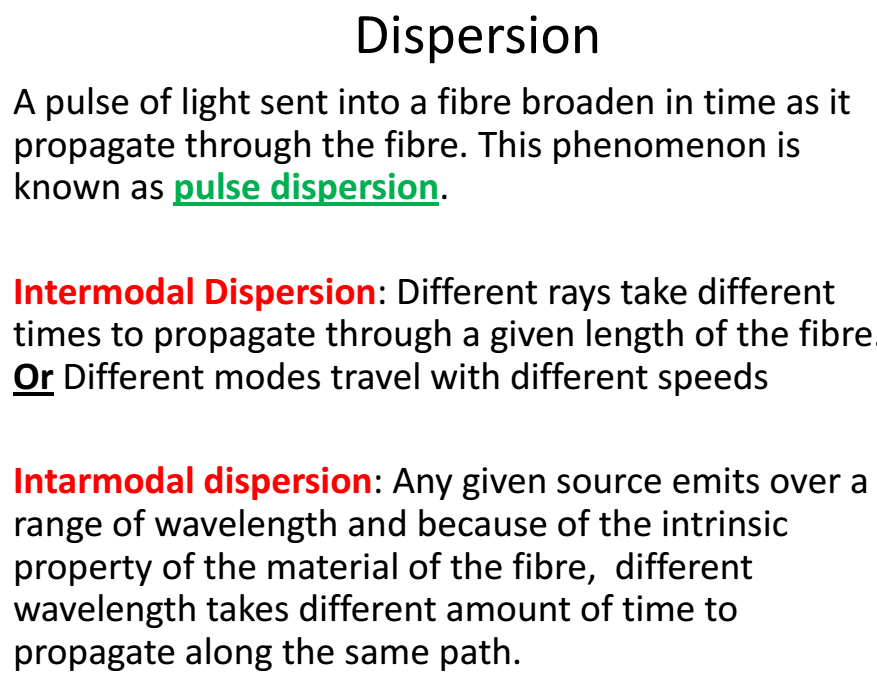 Dispersion
A pulse of light sent into a fibre broaden in time as it
propagate through the fibre. This phenomenon is
known as pulse dispersion.
Intermodal Dispersion: Different rays take different
times to propagate through a given length of the fibre.
Or Different modes travel with different speeds
Intarmodal dispersion: Any given source emits over a
range of wavelength and because of the intrinsic
property of the material of the fibre,  different
wavelength takes different amount of time to
propagate along the same path.